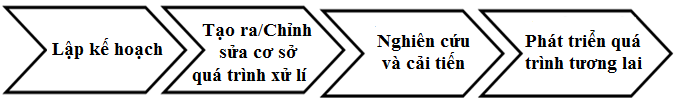 Lập kế hoạch
Tạo ra/Chỉnh
sửa cơ sở
quá trình xử lí
Nghiên cứu
và cải tiến
Phát triển quá
trình tương lai